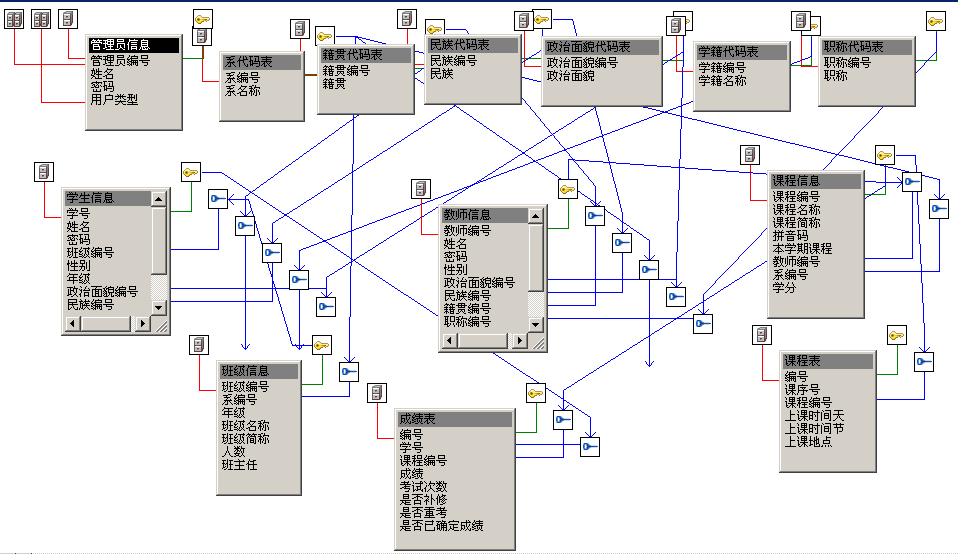 管理员信息
管理员编号
姓名
密码
用户类型
系代码表
系编号
系名称
籍贯代码表
籍贯编号
籍贯
民族代码表
民族编号
民族
政治面貌代码表
政治面貌编号
政治面貌
学籍代码表
学籍编号
学籍名称
职称代码表
职称编号
职称
学生信息
学号
姓名
密码
班级编号
性别
年级
政治面貌编号
民族编号
教师信息
教师编号
姓名
密码
性别
政治面貌编号
民族编号
籍贯编号
职称编号
课程信息
课程编号
课程名称
课程简称
拼音码
本学期课程
教师编号
系编号
学分
班级信息
班级编号
系编号
年级
班级名称
班级简称
人数
班主任
成绩表
编号
学号
课程编号
成绩
考试次数
是否补修
是否重考
是否已确定成绩
课程表
编号
课序号
课程编号
上课时间天
上课时间节
上课地点